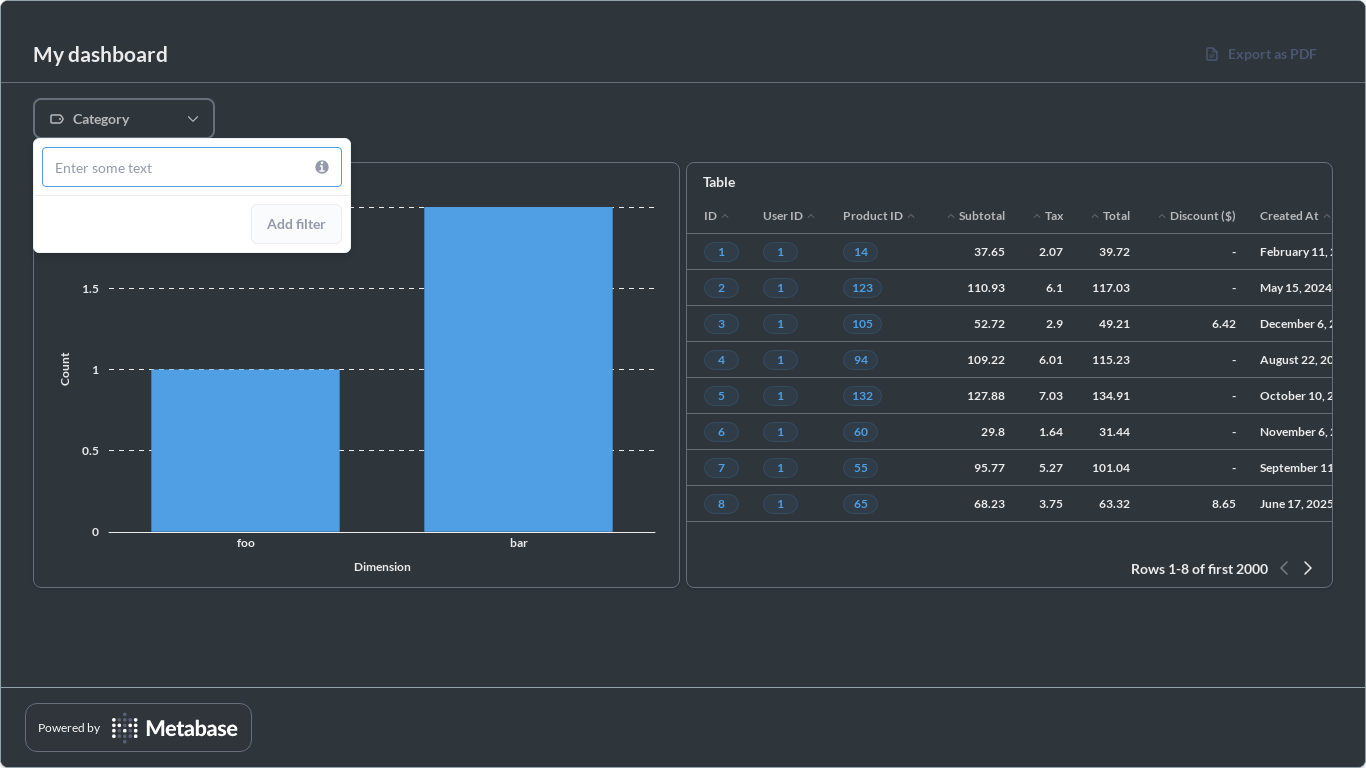 My dashboard
Export as PDF
Category
Enter some text
Add filter
1.5
1
0.5
0
Count
foo
bar
Dimension
Table
ID User ID Product ID Subtotal Tax Total Discount ($) Created At
1 1 14 37.65 2.07 39.72 - February 11,
2 1 123 110.93 6.1 117.03 - May 15, 2024
3 1 105 52.72 2.9 49.21 6.42 December 6,
4 1 94 109.22 6.01 115.23 - August 22, 20
5 1 132 127.88 7.03 134.91 - October 10, 2
6 1 60 29.8 1.64 31.44 - November 6,
7 1 55 95.77 5.27 101.04 - September 11
8 1 65 68.23 3.75 63.32 8.65 June 17, 2025
Rows 1-8 of first 2000
Powered by Metabase